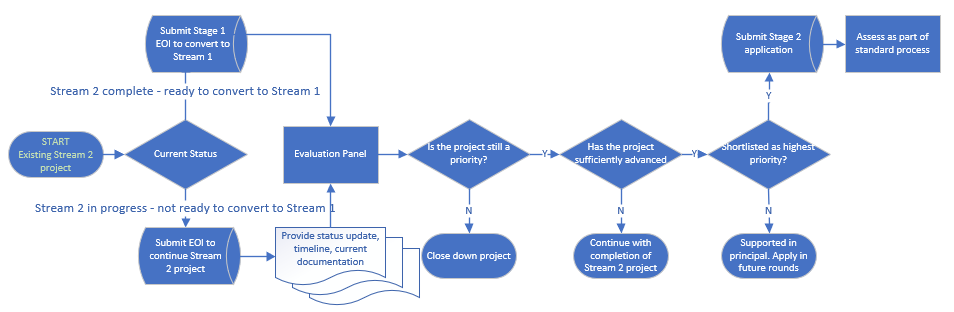 Submit Stage 1
EOI to convert to
Stream 1
Submit Stage 2
application
Assess as part of
standard process
Stream 2 complete - ready to convert to Stream 1
Y
START
Existing Stream 2
project
Current Status
Evaluation Panel
Is the project still a
priority?
Y
Has the project
sufficiently advanced
Y
Shortlisted as highest
priority?
Stream 2 in progress - not ready to convert to Stream 1
N
N
N
Submit EOI to
continue Stream
2 project
Provide status update,
timeline, current
documentation
Close down project
Continue with
completion of
Stream 2 project
Supported in
principal. Apply in
future rounds